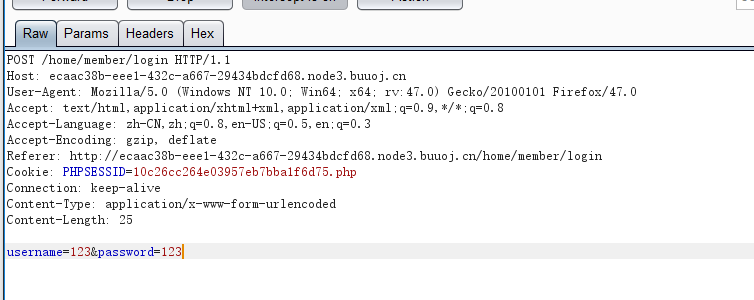 Raw Params Headers Hex
POST /home/member/login HTTP/1.1
Host: ecaac38b-eee1-432c-a667-29434bdcfd68.node3.buuoj.cn
User-Agent: Mozilla/5.0 (Windows NT 10.0; Win64; x64; rv:47.0) Gecko/20100101 Firefox/47.0
Accept: text/html,application/xhtml+xml,application/xml;q=0.9,*/*;q=0.8
Accept-Language: zh-CN,zh;q=0.8,en-US;q=0.5,en;q=0.3
Accept-Encoding: gzip, deflate
Referer: http://ecaac38b-eee1-432c-a667-29434bdcfd68.node3.buuoj.cn/home/member/login
Cookie: PHPSESSID=10c26cc264e03957eb7bba1f6d75.php
Connection: keep-alive
Content-Type: application/x-www-form-urlencoded
Content-Length: 25
username=123&password=123